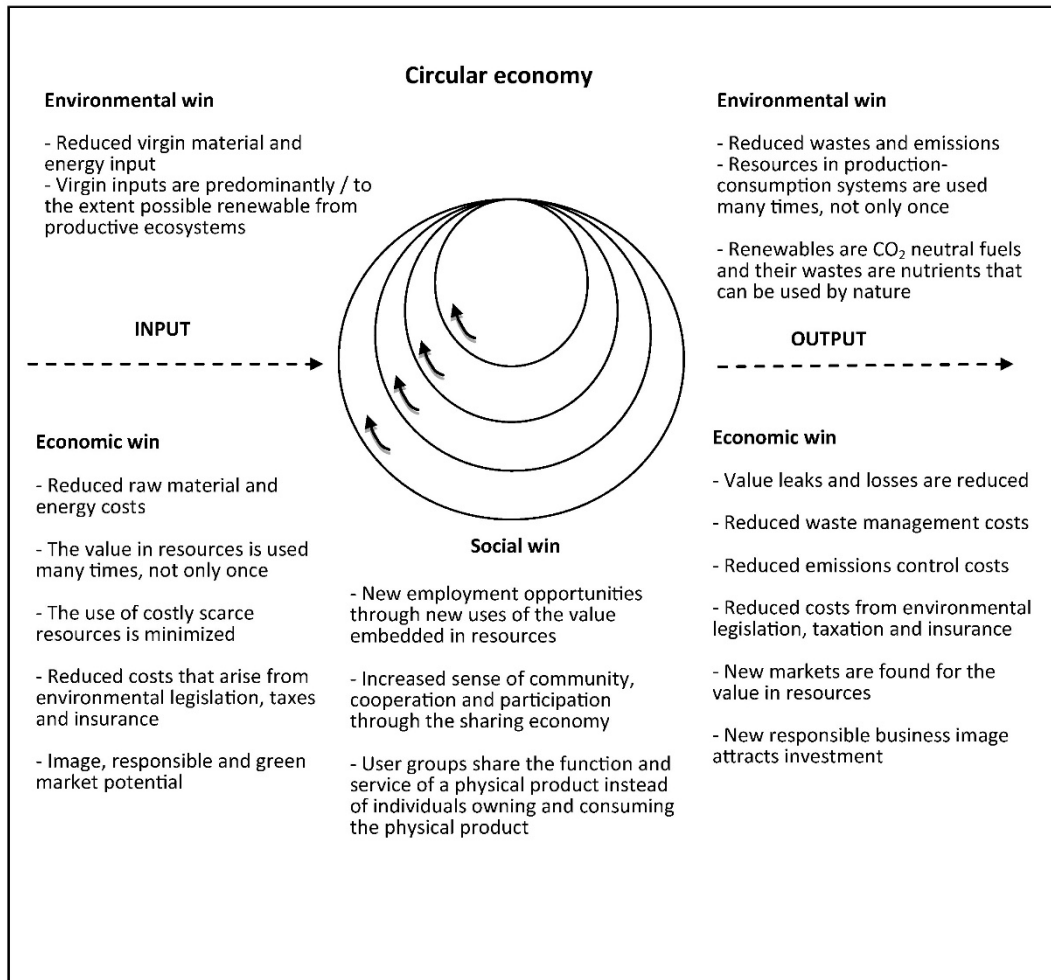 Circular economy
Environmental win
- Reduced virgin material and
energy input
- Virgin inputs are predominantly / to
the extent possible renewable from
productive ecosystems
INPUT
Economic win
- Reduced raw material and
energy costs
- The value in resources is used
many times, not only once
- The use of costly scarce
resources is minimized
- Reduced costs that arise from
environmental legislation, taxes
and insurance
- Image, responsible and green
market potential
Social win
- New employment opportunities
through new uses of the value
embedded in resources
- Increased sense of community,
cooperation and participation
through the sharing economy
- User groups share the function and
service of a physical product instead
of individuals owning and consuming
the physical product
Environmental win
- Reduced wastes and emissions
- Resources in production-
consumption systems are used
many times, not only once
- Renewables are CO₂ neutral fuels
and their wastes are nutrients that
can be used by nature
OUTPUT
Economic win
- Value leaks and losses are reduced
- Reduced waste management costs
- Reduced emissions control costs
- Reduced costs from environmental
legislation, taxation and insurance
- New markets are found for the
value in resources
- New responsible business image
attracts investment